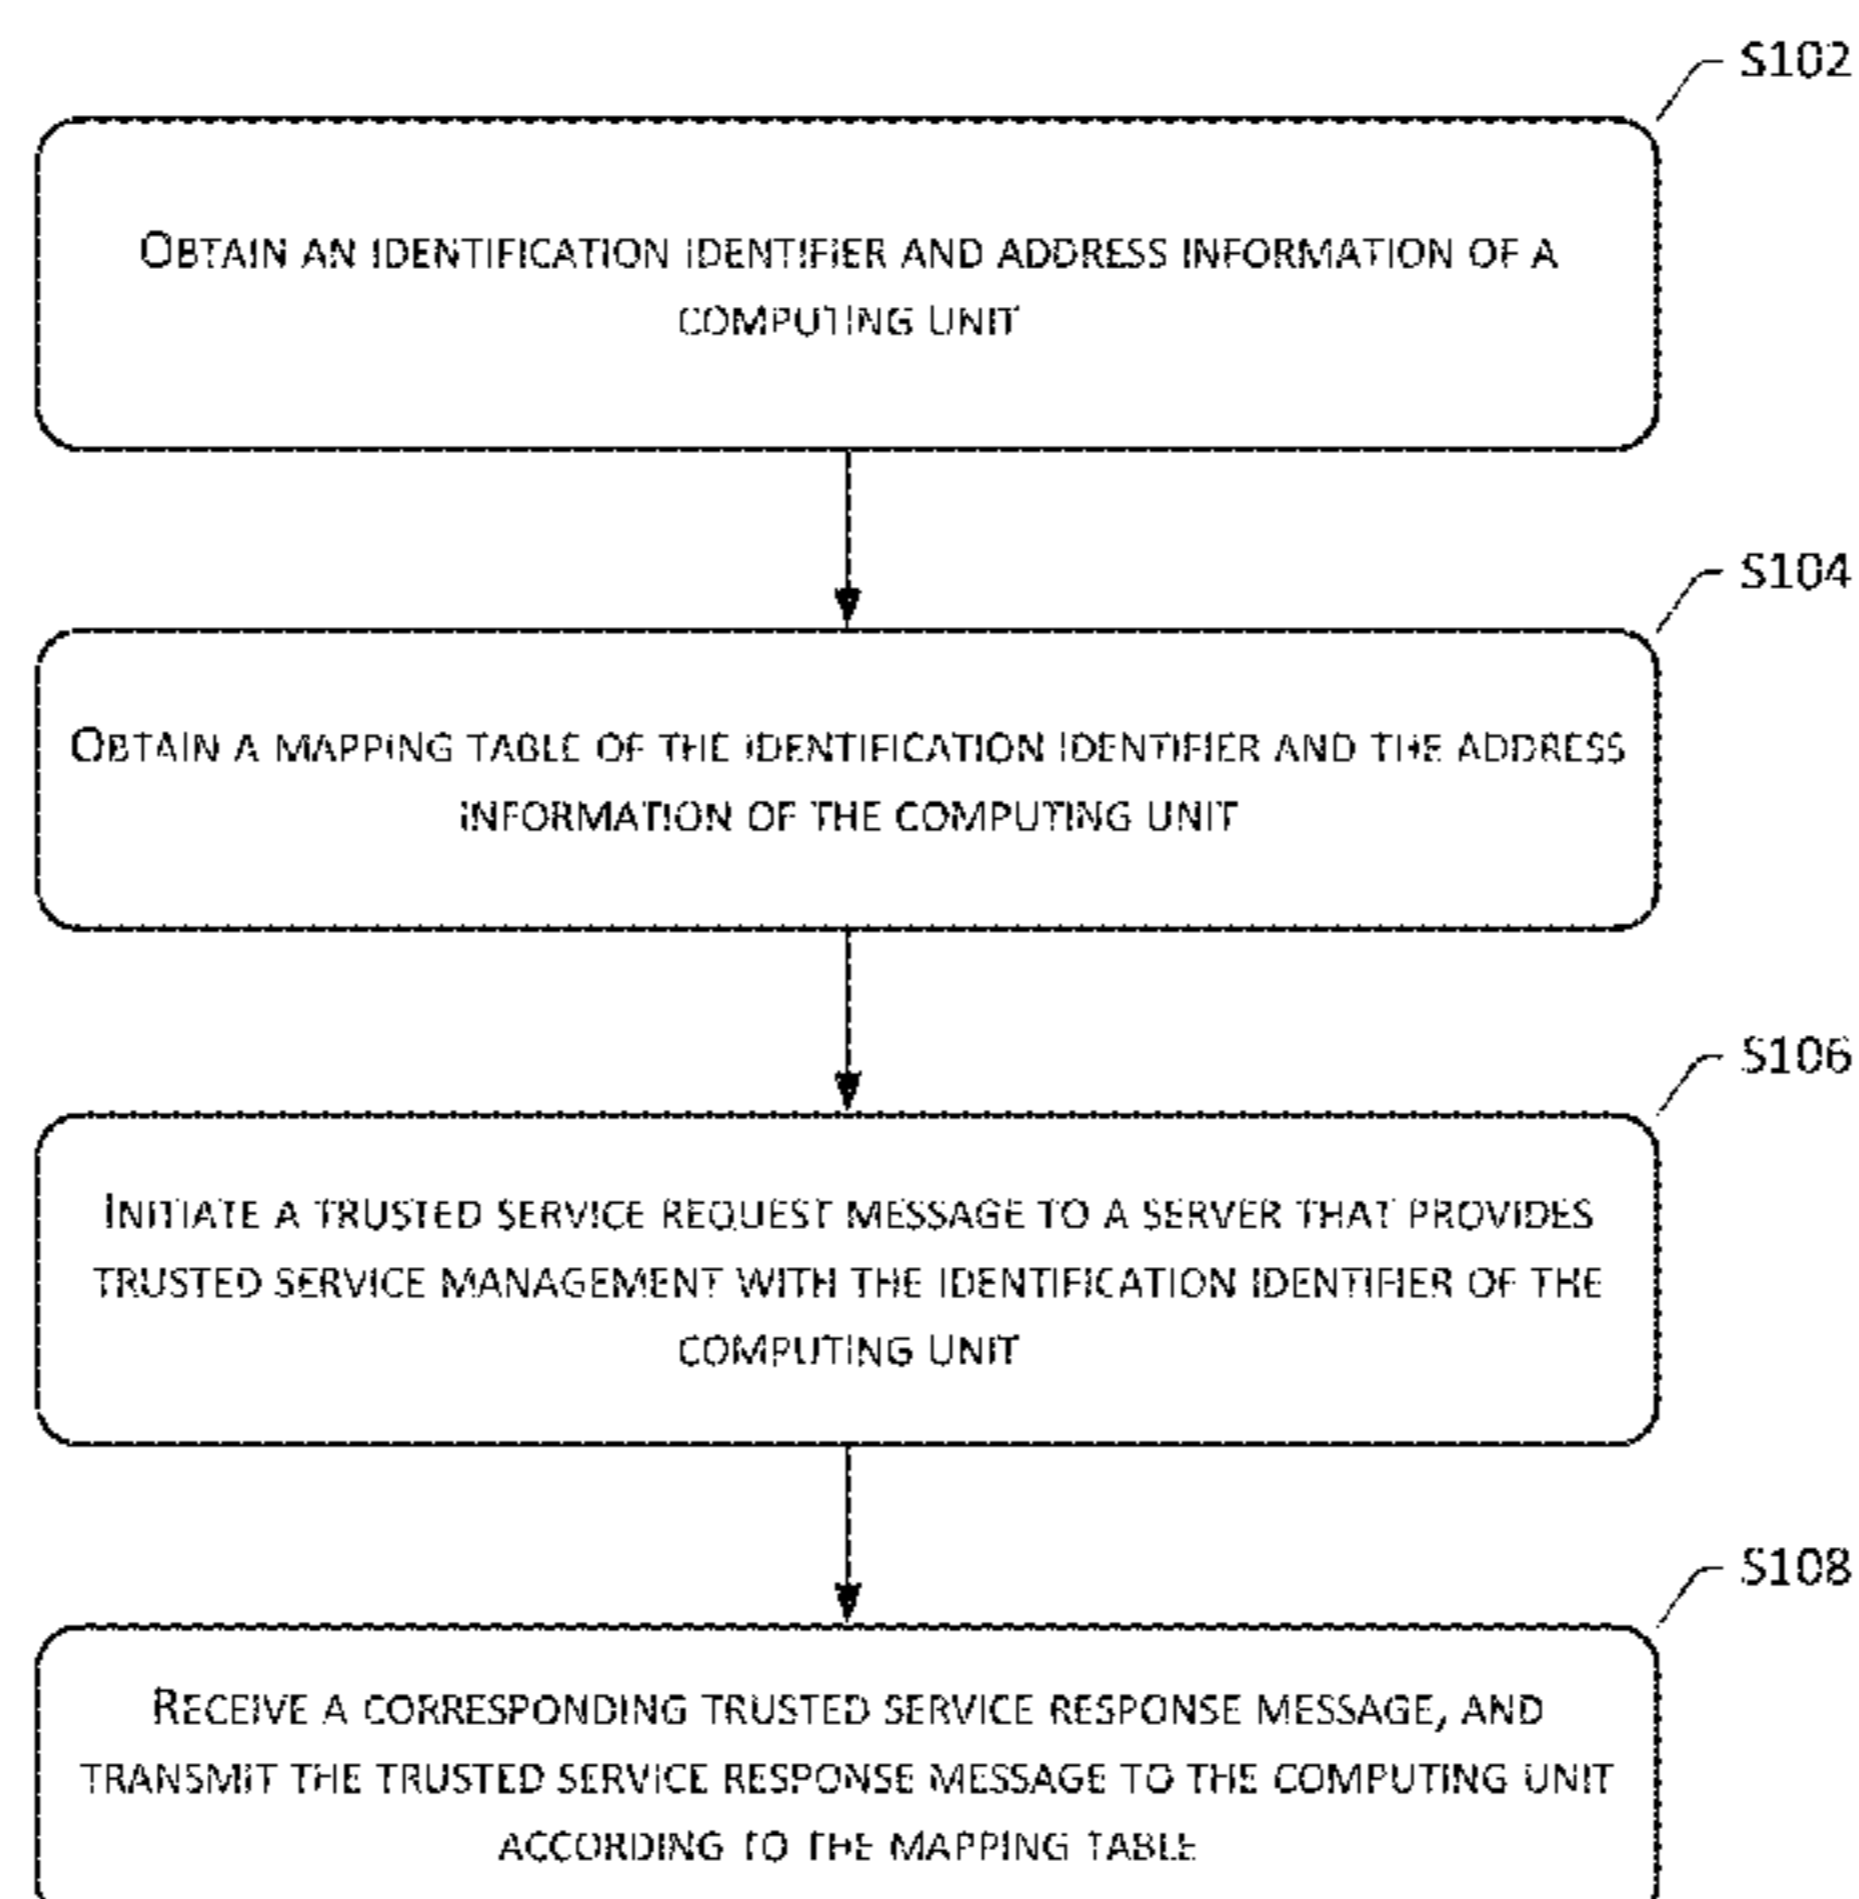 S102
OBTAIN AN IDENTIFICATION IDENTIFIER AND ADDRESS INFORMATION OF A
COMPUTING UNIT
S104
OBTAIN A MAPPING TABLE OF THE IDENTIFICATION IDENTIFIER AND THE ADDRESS
INFORMATION OF THE COMPUTING UNIT
S106
INITIATE A TRUSTED SERVICE REQUEST MESSAGE TO A SERVER THAT PROVIDES
TRUSTED SERVICE MANAGEMENT WITH THE IDENTIFICATION IDENTIFIER OF THE
COMPUTING UNIT
S108
RECEIVE A CORRESPONDING TRUSTED SERVICE RESPONSE MESSAGE, AND
TRANSMIT THE TRUSTED SERVICE RESPONSE MESSAGE TO THE COMPUTING UNIT
ACCORDING TO THE MAPPING TABLE